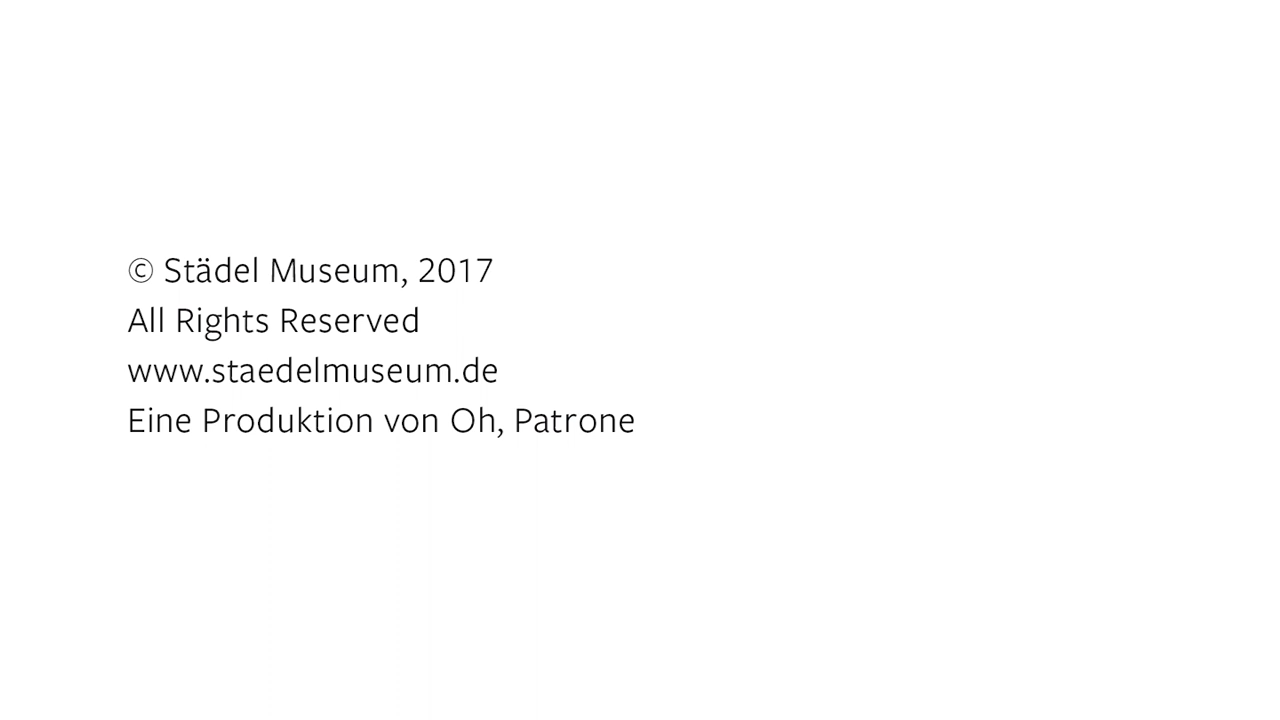 © Städel Museum, 2017
All Rights Reserved
www.staedelmuseum.de
Eine Produktion von Oh, Patrone